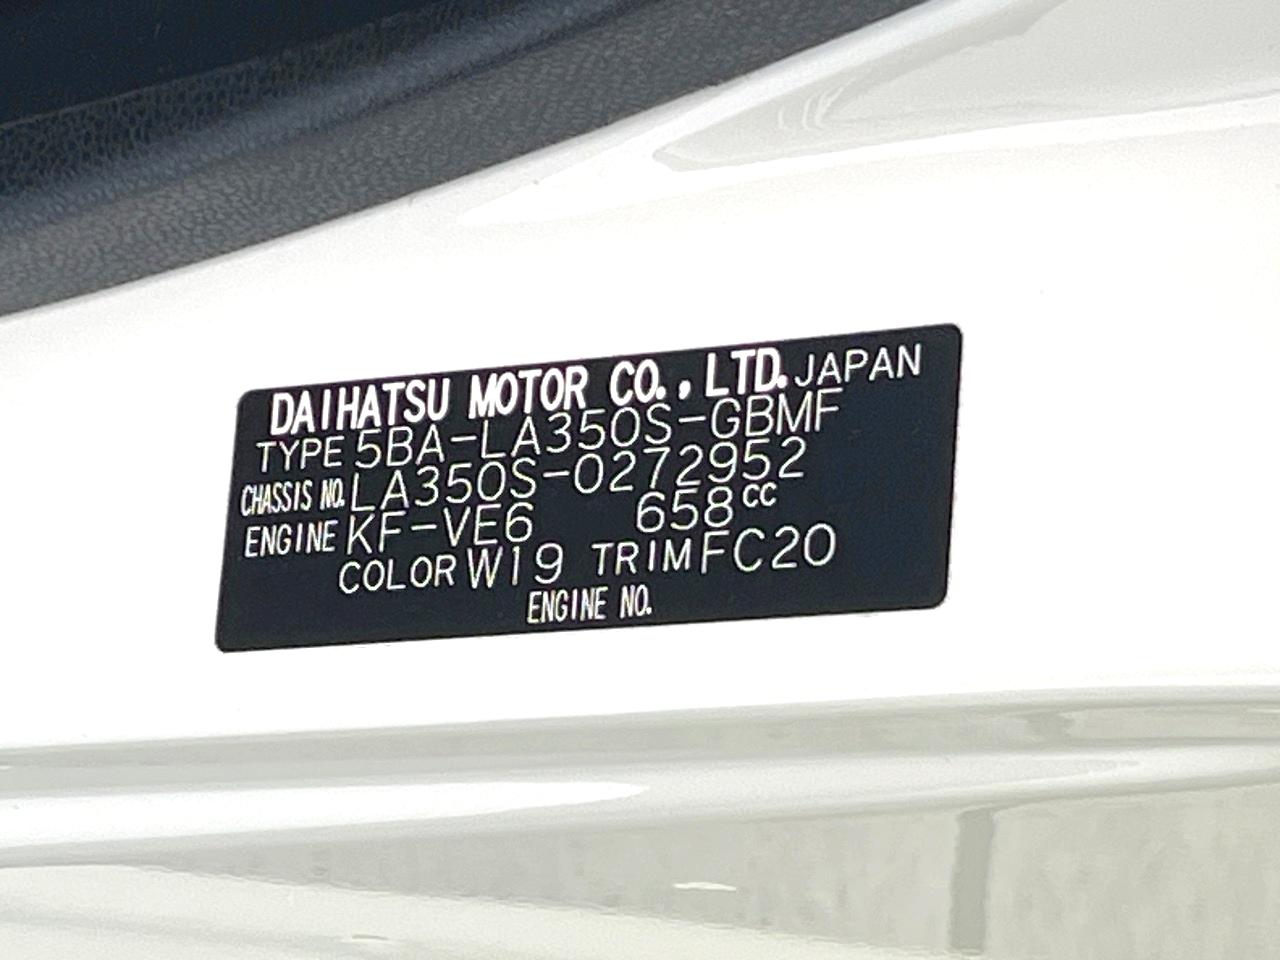 DAIHATSU MOTOR CO., LTD. JAPAN
TYPE 5BA-LA350S-GBMF
CHASSIS NO. LA350S-0272952
ENGINE KF-VE6 658cc
COLOR W19 TRIM FC20
ENGINE NO.